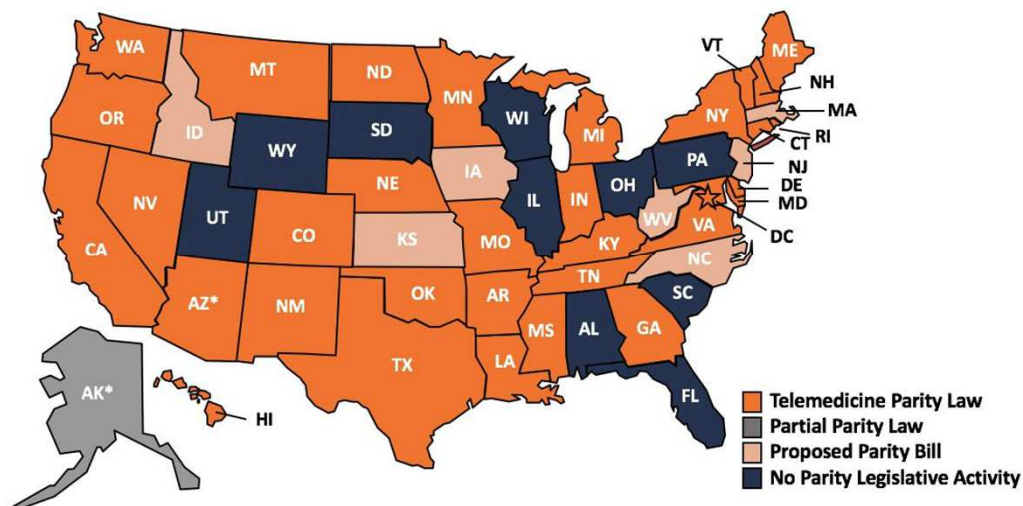 WA
MT
ND
MN
OR
ID
SD
WI
MI
NY
VT
ME
NH
MA
RI
CT
NJ
DE
MD
DC
WY
NE
IA
PA
NV
UT
CO
KS
MO
IL
IN
OH
WV
VA
KY
CA
AZ*
NM
OK
AR
TN
NC
SC
MS
AL
GA
TX
LA
FL
AK*
HI
Telemedicine Parity Law
Partial Parity Law
Proposed Parity Bill
No Parity Legislative Activity